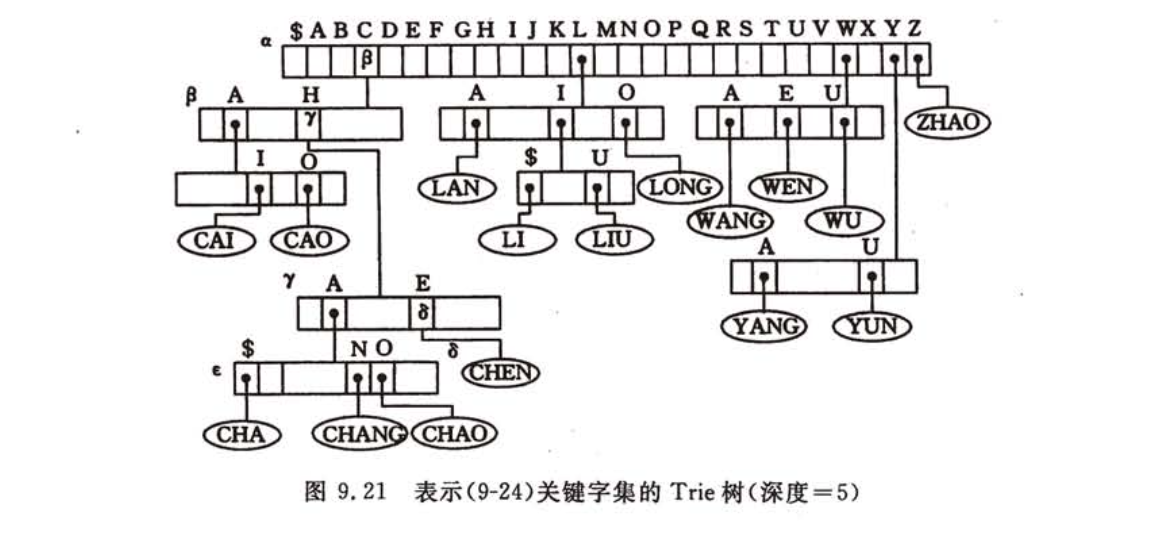 $ A B C D E F G H I J K L M N O P Q R S T U V W X Y Z
α
β
β A H
γ
A I O
A E U
ZHAO
I O
$ U
LAN
LONG
WANG
WEN
WU
CAI
CAO
LI
LIU
A U
γ A E
δ
YANG
YUN
$ N O
δ
ε
CHEN
CHA
CHANG
CHAO
图 9.21 表示(9-24)关键字集的 Trie 树(深度=5)